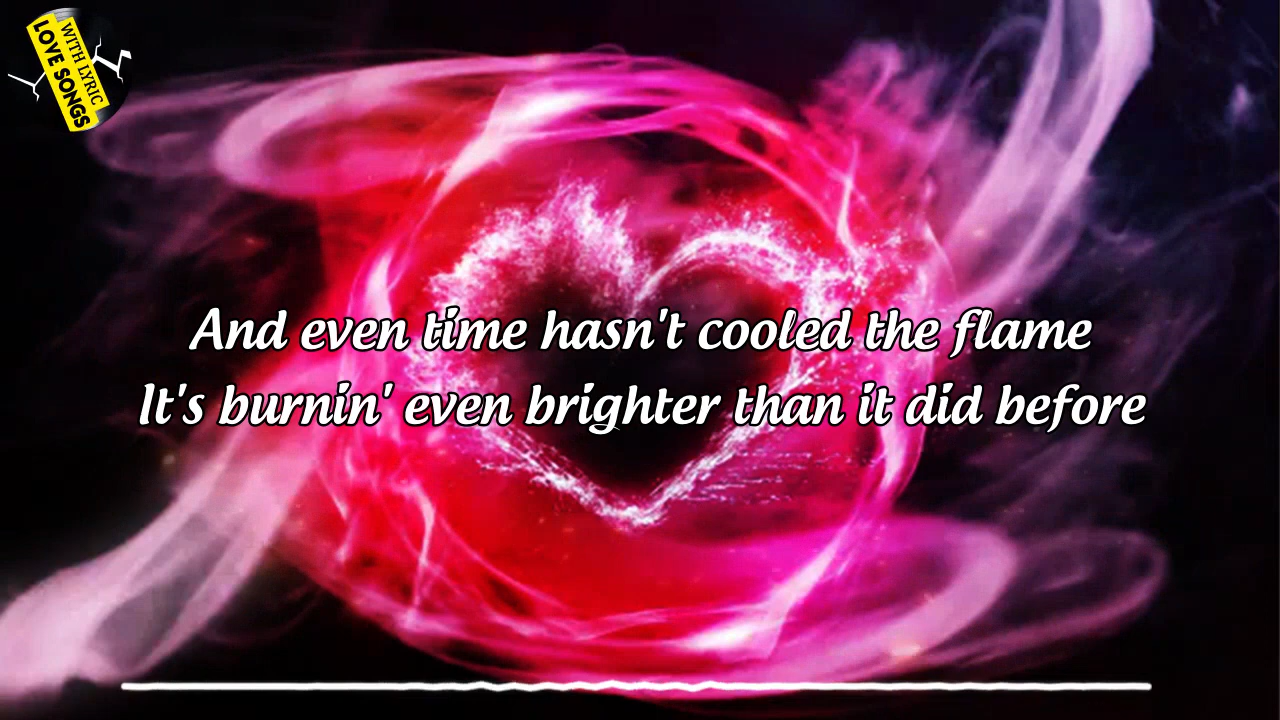 WITH LYRIC
LOVE SONGS
And even time hasn't cooled the flame
It's burnin' even brighter than it did before